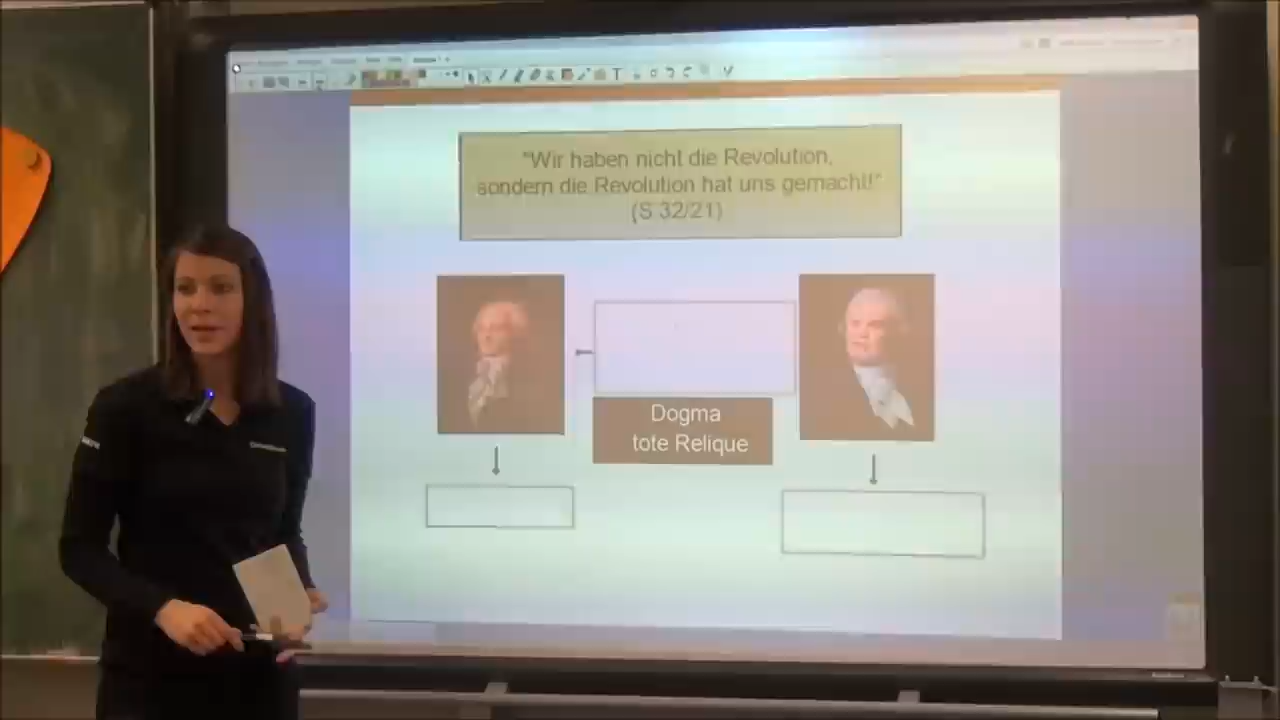 "Wir haben nicht die Revolution,
sondern die Revolution hat uns gemacht!"
(S 32/21)
Dogma
tote Relique